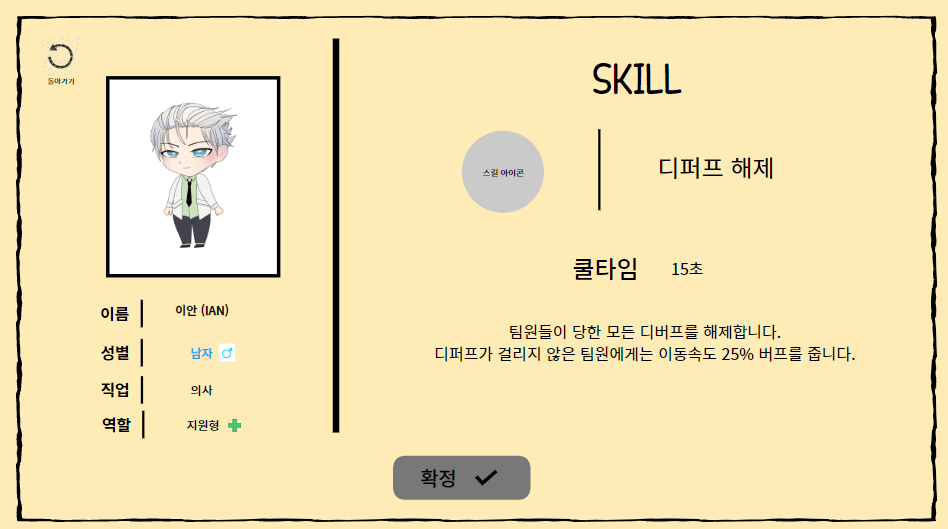 돌아가기
이름
이안 (IAN)
성별
남자
직업
의사
역할
지원형
SKILL
스킬 아이콘
디퍼프 해제
쿨타임
15초
팀원들이 당한 모든 디버프를 해제합니다.
디퍼프가 걸리지 않은 팀원에게는 이동속도 25% 버프를 줍니다.
확정